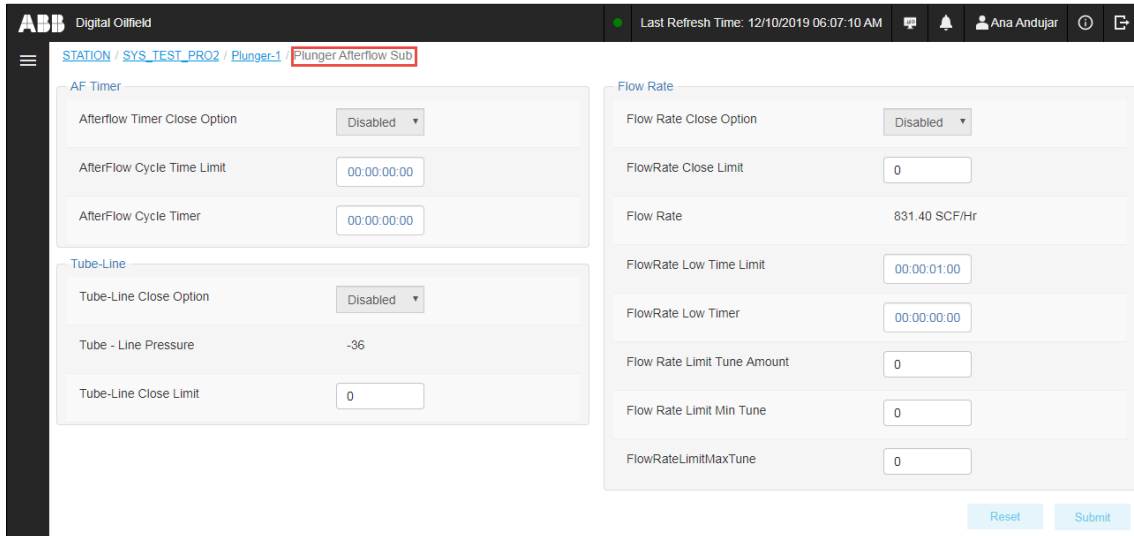 ABB Digital Oilfield
Last Refresh Time: 12/10/2019 06:07:10 AM
Ana Andujar
STATION / SYS_TEST_PRO2 / Plunger-1 / Plunger Afterflow Sub
AF Timer
Afterflow Timer Close Option Disabled
AfterFlow Cycle Time Limit 00:00:00:00
AfterFlow Cycle Timer 00:00:00:00
Tube-Line
Tube-Line Close Option Disabled
Tube - Line Pressure -36
Tube-Line Close Limit 0
Flow Rate
Flow Rate Close Option Disabled
FlowRate Close Limit 0
Flow Rate 831.40 SCF/Hr
FlowRate Low Time Limit 00:00:01:00
FlowRate Low Timer 00:00:00:00
Flow Rate Limit Tune Amount 0
Flow Rate Limit Min Tune 0
FlowRateLimitMaxTune 0
Reset Submit